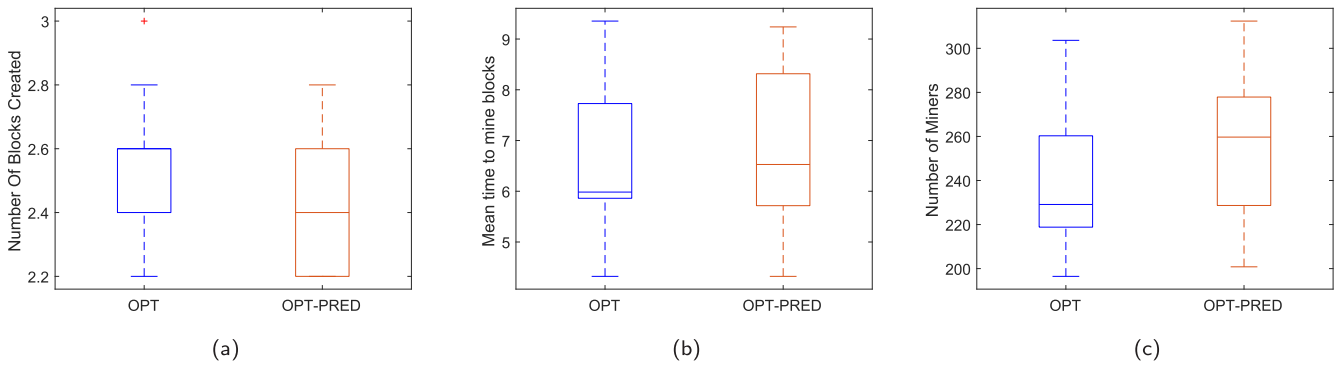 Number Of Blocks Created
3
2.8
2.6
2.4
2.2
OPT
OPT-PRED
(a)
Mean time to mine blocks
9
8
7
6
5
OPT
OPT-PRED
(b)
Number of Miners
300
280
260
240
220
200
OPT
OPT-PRED
(c)